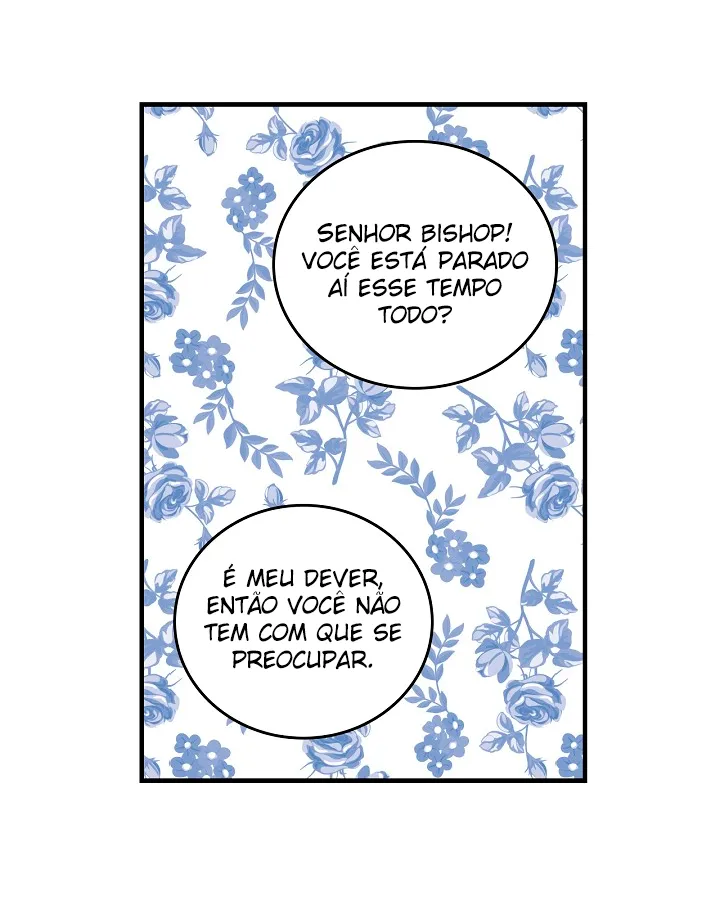 SENHOR BISHOP!
VOCÊ ESTÁ PARADO
AÍ ESSE TEMPO
TODO?
É MEU DEVER,
ENTÃO VOCÊ NÃO
TEM COM QUE SE
PREOCUPAR.